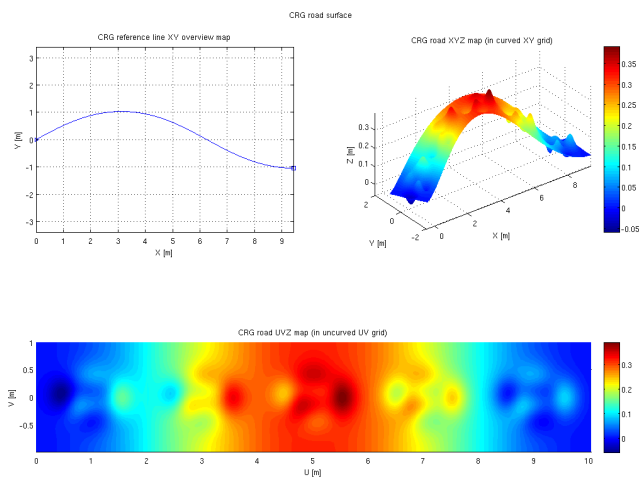 CRG road surface
CRG reference line XY overview map
3
2
1
0
-1
-2
-3
Y [m]
0 1 2 3 4 5 6 7 8 9
X [m]
CRG road XYZ map (in curved XY grid)
0.3
0.2
0.1
0
Z [m]
2
0
-2
Y [m]
0 2 4 6 8
X [m]
0.35
0.3
0.25
0.2
0.15
0.1
0.05
0
-0.05
CRG road UVZ map (in uncurved UV grid)
1
0.5
0
-0.5
V [m]
0 1 2 3 4 5 6 7 8 9 10
U [m]
0.3
0.2
0.1
0